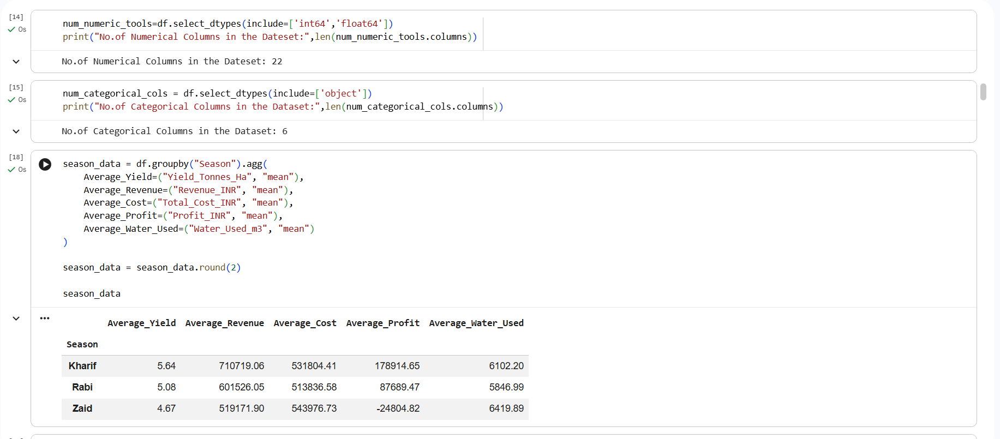 [14]
0s
num_numeric_tools=df.select_dtypes(include=['int64','float64'])
print("No.of Numerical Columns in the Dateset:",len(num_numeric_tools.columns))
No.of Numerical Columns in the Dateset: 22
[15]
0s
num_categorical_cols = df.select_dtypes(include=['object'])
print("No.of Categorical Columns in the Dataset:",len(num_categorical_cols.columns))
No.of Categorical Columns in the Dataset: 6
[18]
0s
season_data = df.groupby("Season").agg(
    Average_Yield=("Yield_Tonnes_Ha", "mean"),
    Average_Revenue=("Revenue_INR", "mean"),
    Average_Cost=("Total_Cost_INR", "mean"),
    Average_Profit=("Profit_INR", "mean"),
    Average_Water_Used=("Water_Used_m3", "mean")
)
season_data = season_data.round(2)
season_data
Average_Yield Average_Revenue Average_Cost Average_Profit Average_Water_Used
Season
Kharif 5.64 710719.06 531804.41 178914.65 6102.20
Rabi 5.08 601526.05 513836.58 87689.47 5846.99
Zaid 4.67 519171.90 543976.73 -24804.82 6419.89